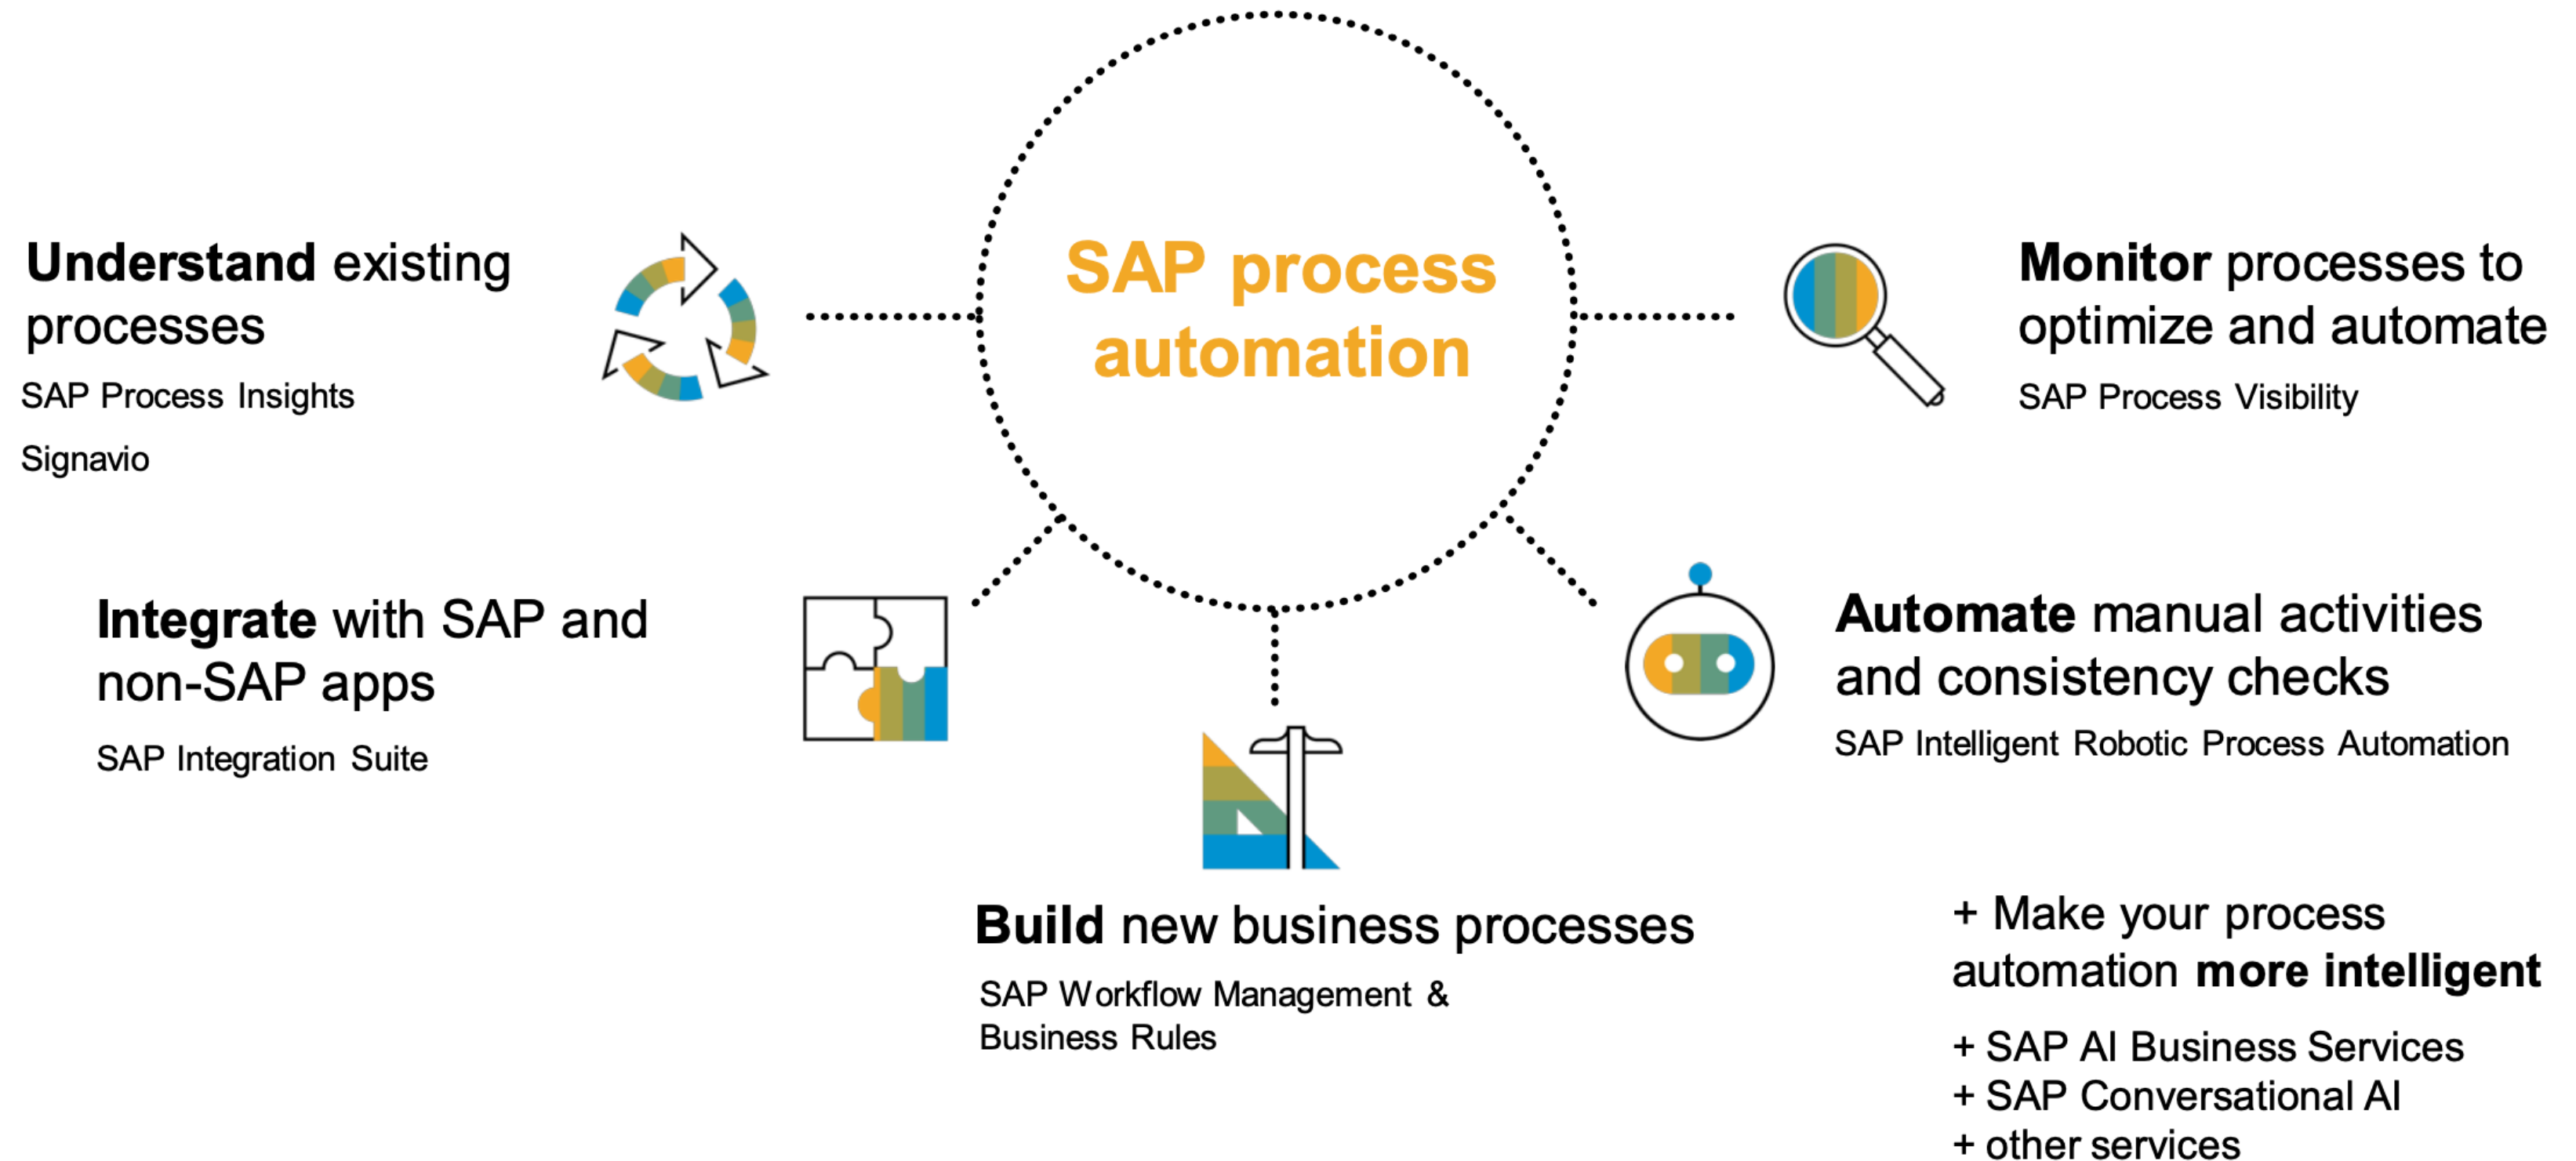 SAP process
automation
Understand existing
processes
SAP Process Insights
Signavio
Integrate with SAP and
non-SAP apps
SAP Integration Suite
Build new business processes
SAP Workflow Management &
Business Rules
Automate manual activities
and consistency checks
SAP Intelligent Robotic Process Automation
Monitor processes to
optimize and automate
SAP Process Visibility
+ Make your process
automation more intelligent
+ SAP AI Business Services
+ SAP Conversational AI
+ other services